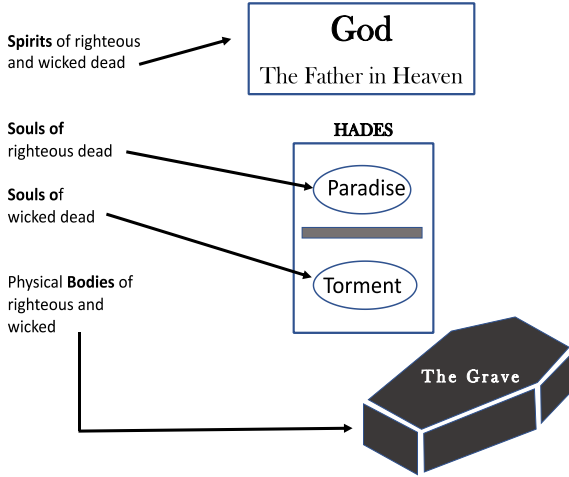 God
The Father in Heaven
Spirits of righteous
and wicked dead
HADES
Souls of
righteous dead
Paradise
Souls of
wicked dead
Torment
Physical Bodies of
righteous and
wicked
The Grave